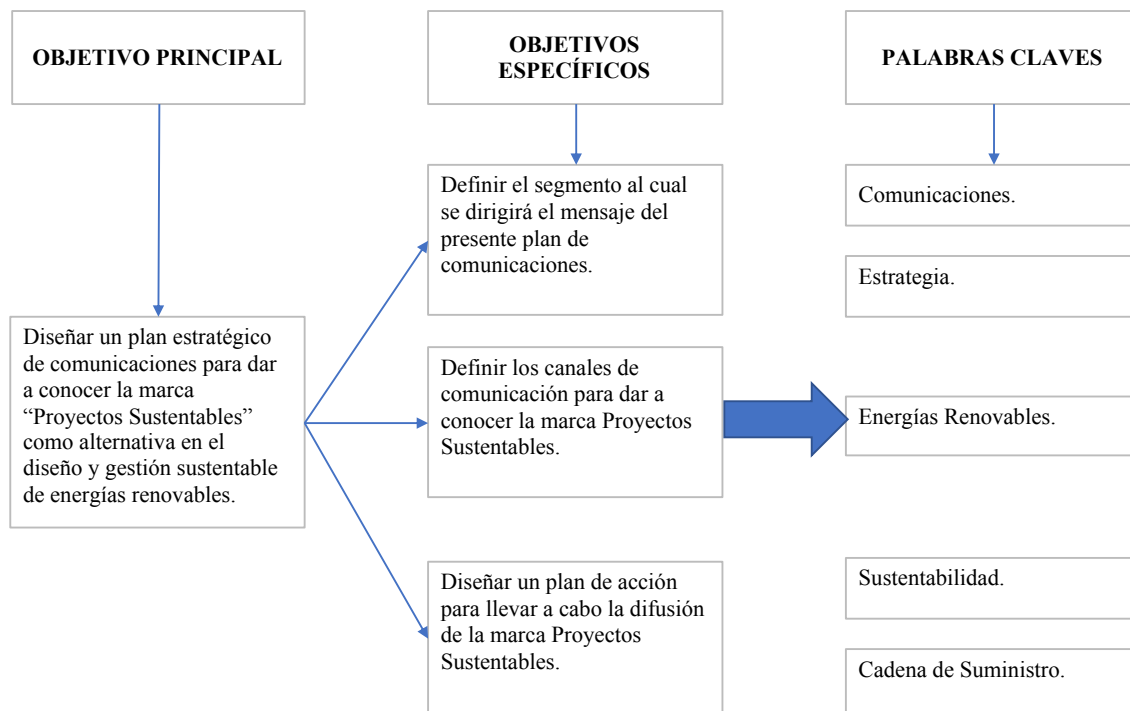 OBJETIVO PRINCIPAL
OBJETIVOS
ESPECÍFICOS
PALABRAS CLAVES
Diseñar un plan estratégico
de comunicaciones para dar
a conocer la marca
“Proyectos Sustentables”
como alternativa en el
diseño y gestión sustentable
de energías renovables.
Definir el segmento al cual
se dirigirá el mensaje del
presente plan de
comunicaciones.
Definir los canales de
comunicación para dar a
conocer la marca Proyectos
Sustentables.
Diseñar un plan de acción
para llevar a cabo la difusión
de la marca Proyectos
Sustentables.
Comunicaciones.
Estrategia.
Energías Renovables.
Sustentabilidad.
Cadena de Suministro.